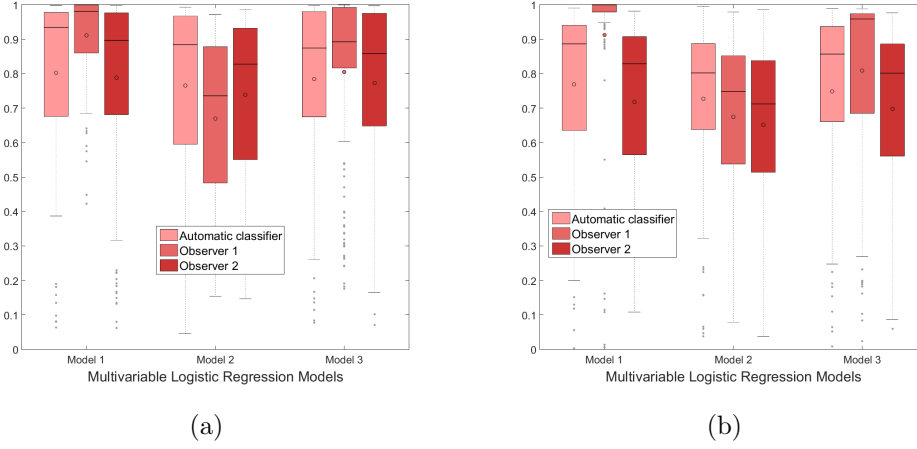 1
0.9
0.8
0.7
0.6
0.5
0.4
0.3
0.2
0.1
0
Automatic classifier
Observer 1
Observer 2
Model 1 Model 2 Model 3
Multivariable Logistic Regression Models
(a)
1
0.9
0.8
0.7
0.6
0.5
0.4
0.3
0.2
0.1
0
Automatic classifier
Observer 1
Observer 2
Model 1 Model 2 Model 3
Multivariable Logistic Regression Models
(b)